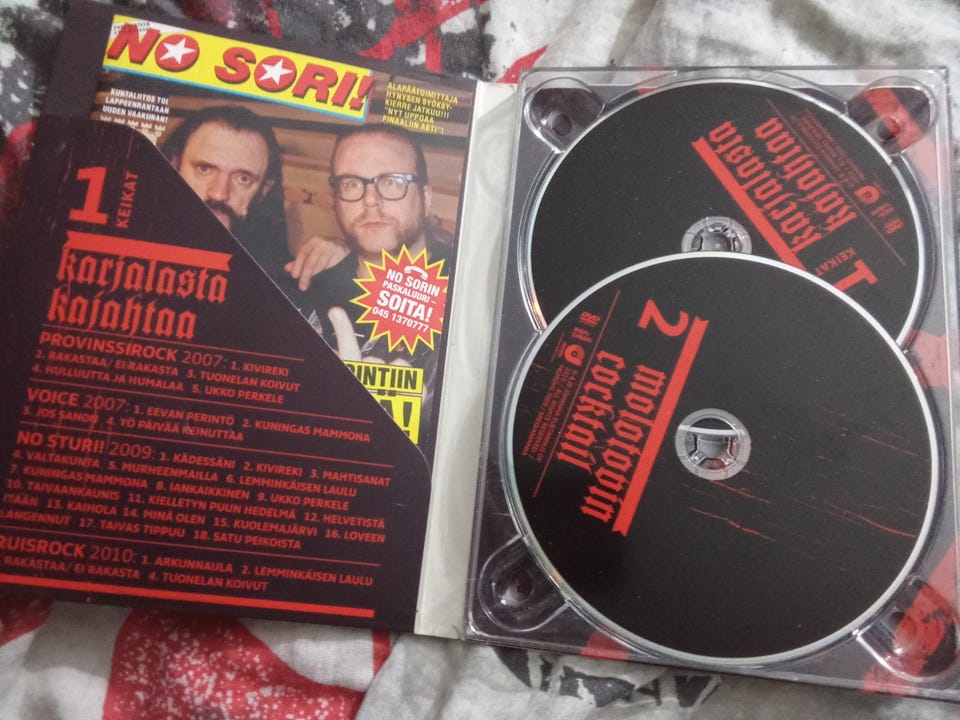 NO SORI!
KUNTALIITOS TOI
LAPPEENRANTAAN
UUDEN VAAKUNAN!
ALAPÄÄTOIMITTAJA
HYNYSEN SYÖKSY-
KIERRE JATKUU!!!
"NYT UPPOAA
FINAALIIN ASTI"!
NO SORIN
PASKALUURI –
SOITA!
045 1370777
INTIIN
A!
1
KEIKAT
karjalasta
kajahtaa
PROVINSSIROCK 2007: 1. KIVIREKI
2. RAKASTAA/ EI RAKASTA 3. TUONELAN KOIVUT
4. HULLUUTTA JA HUMALAA 5. UKKO PERKELE
VOICE 2007: 1. EEVAN PERINTÖ 2. KUNINGAS MAMMONA
3. JOS SANON 4. YÖ PÄIVÄÄ KEINUTTAA
NO STURI! 2009: 1. KÄDESSÄNI 2. KIVIREKI 3. MAHTISANAT
4. VALTAKUNTA 5. MURHEENMAILLA 6. LEMMINKÄISEN LAULU
7. KUNINGAS MAMMONA 8. IANKAIKKINEN 9. UKKO PERKELE
10. TAIVAANKAUNIS 11. KIELLETYN PUUN HEDELMÄ 12. HELVETISTÄ
ITÄÄN 13. KAIHOLA 14. MINÄ OLEN 15. KUOLEMAJÄRVI 16. LOVEEN
LANGENNUT 17. TAIVAS TIPPUU 18. SATU PEIKOISTA
RUISROCK 2010: 1. ARKUNNAULA 2. LEMMINKÄISEN LAULU
RAKASTAA/ EI RAKASTA 4. TUONELAN KOIVUT
1
KEIKAT
karjalasta
kajahtaa
2
molotovin
cocktail